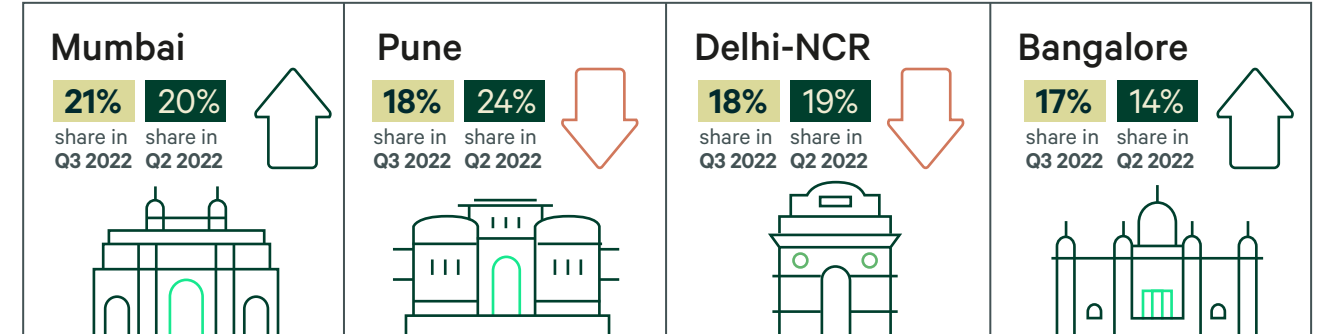 Mumbai
21% 20%
share in share in
Q3 2022 Q2 2022
Pune
18% 24%
share in share in
Q3 2022 Q2 2022
Delhi-NCR
18% 19%
share in share in
Q3 2022 Q2 2022
Bangalore
17% 14%
share in share in
Q3 2022 Q2 2022